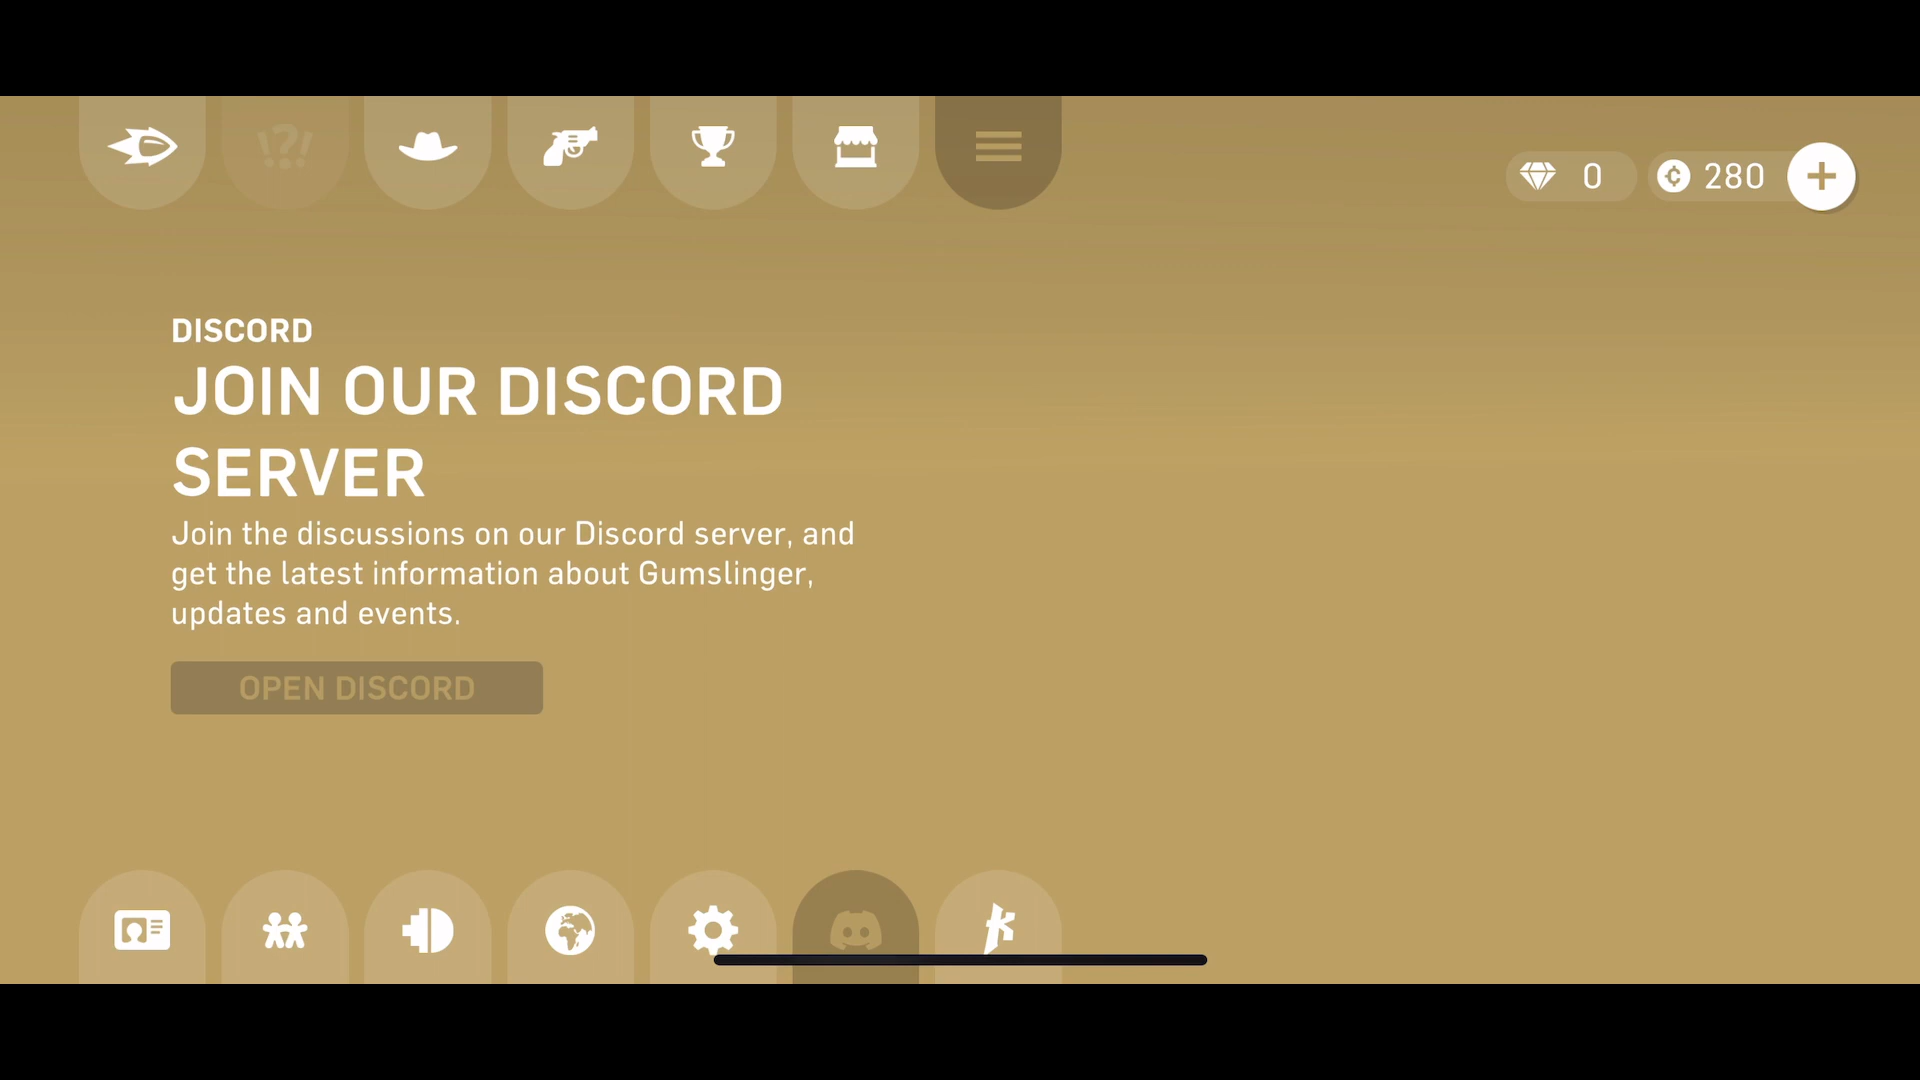 !?!
0
280
DISCORD
JOIN OUR DISCORD
SERVER
Join the discussions on our Discord server, and
get the latest information about Gumslinger,
updates and events.
OPEN DISCORD